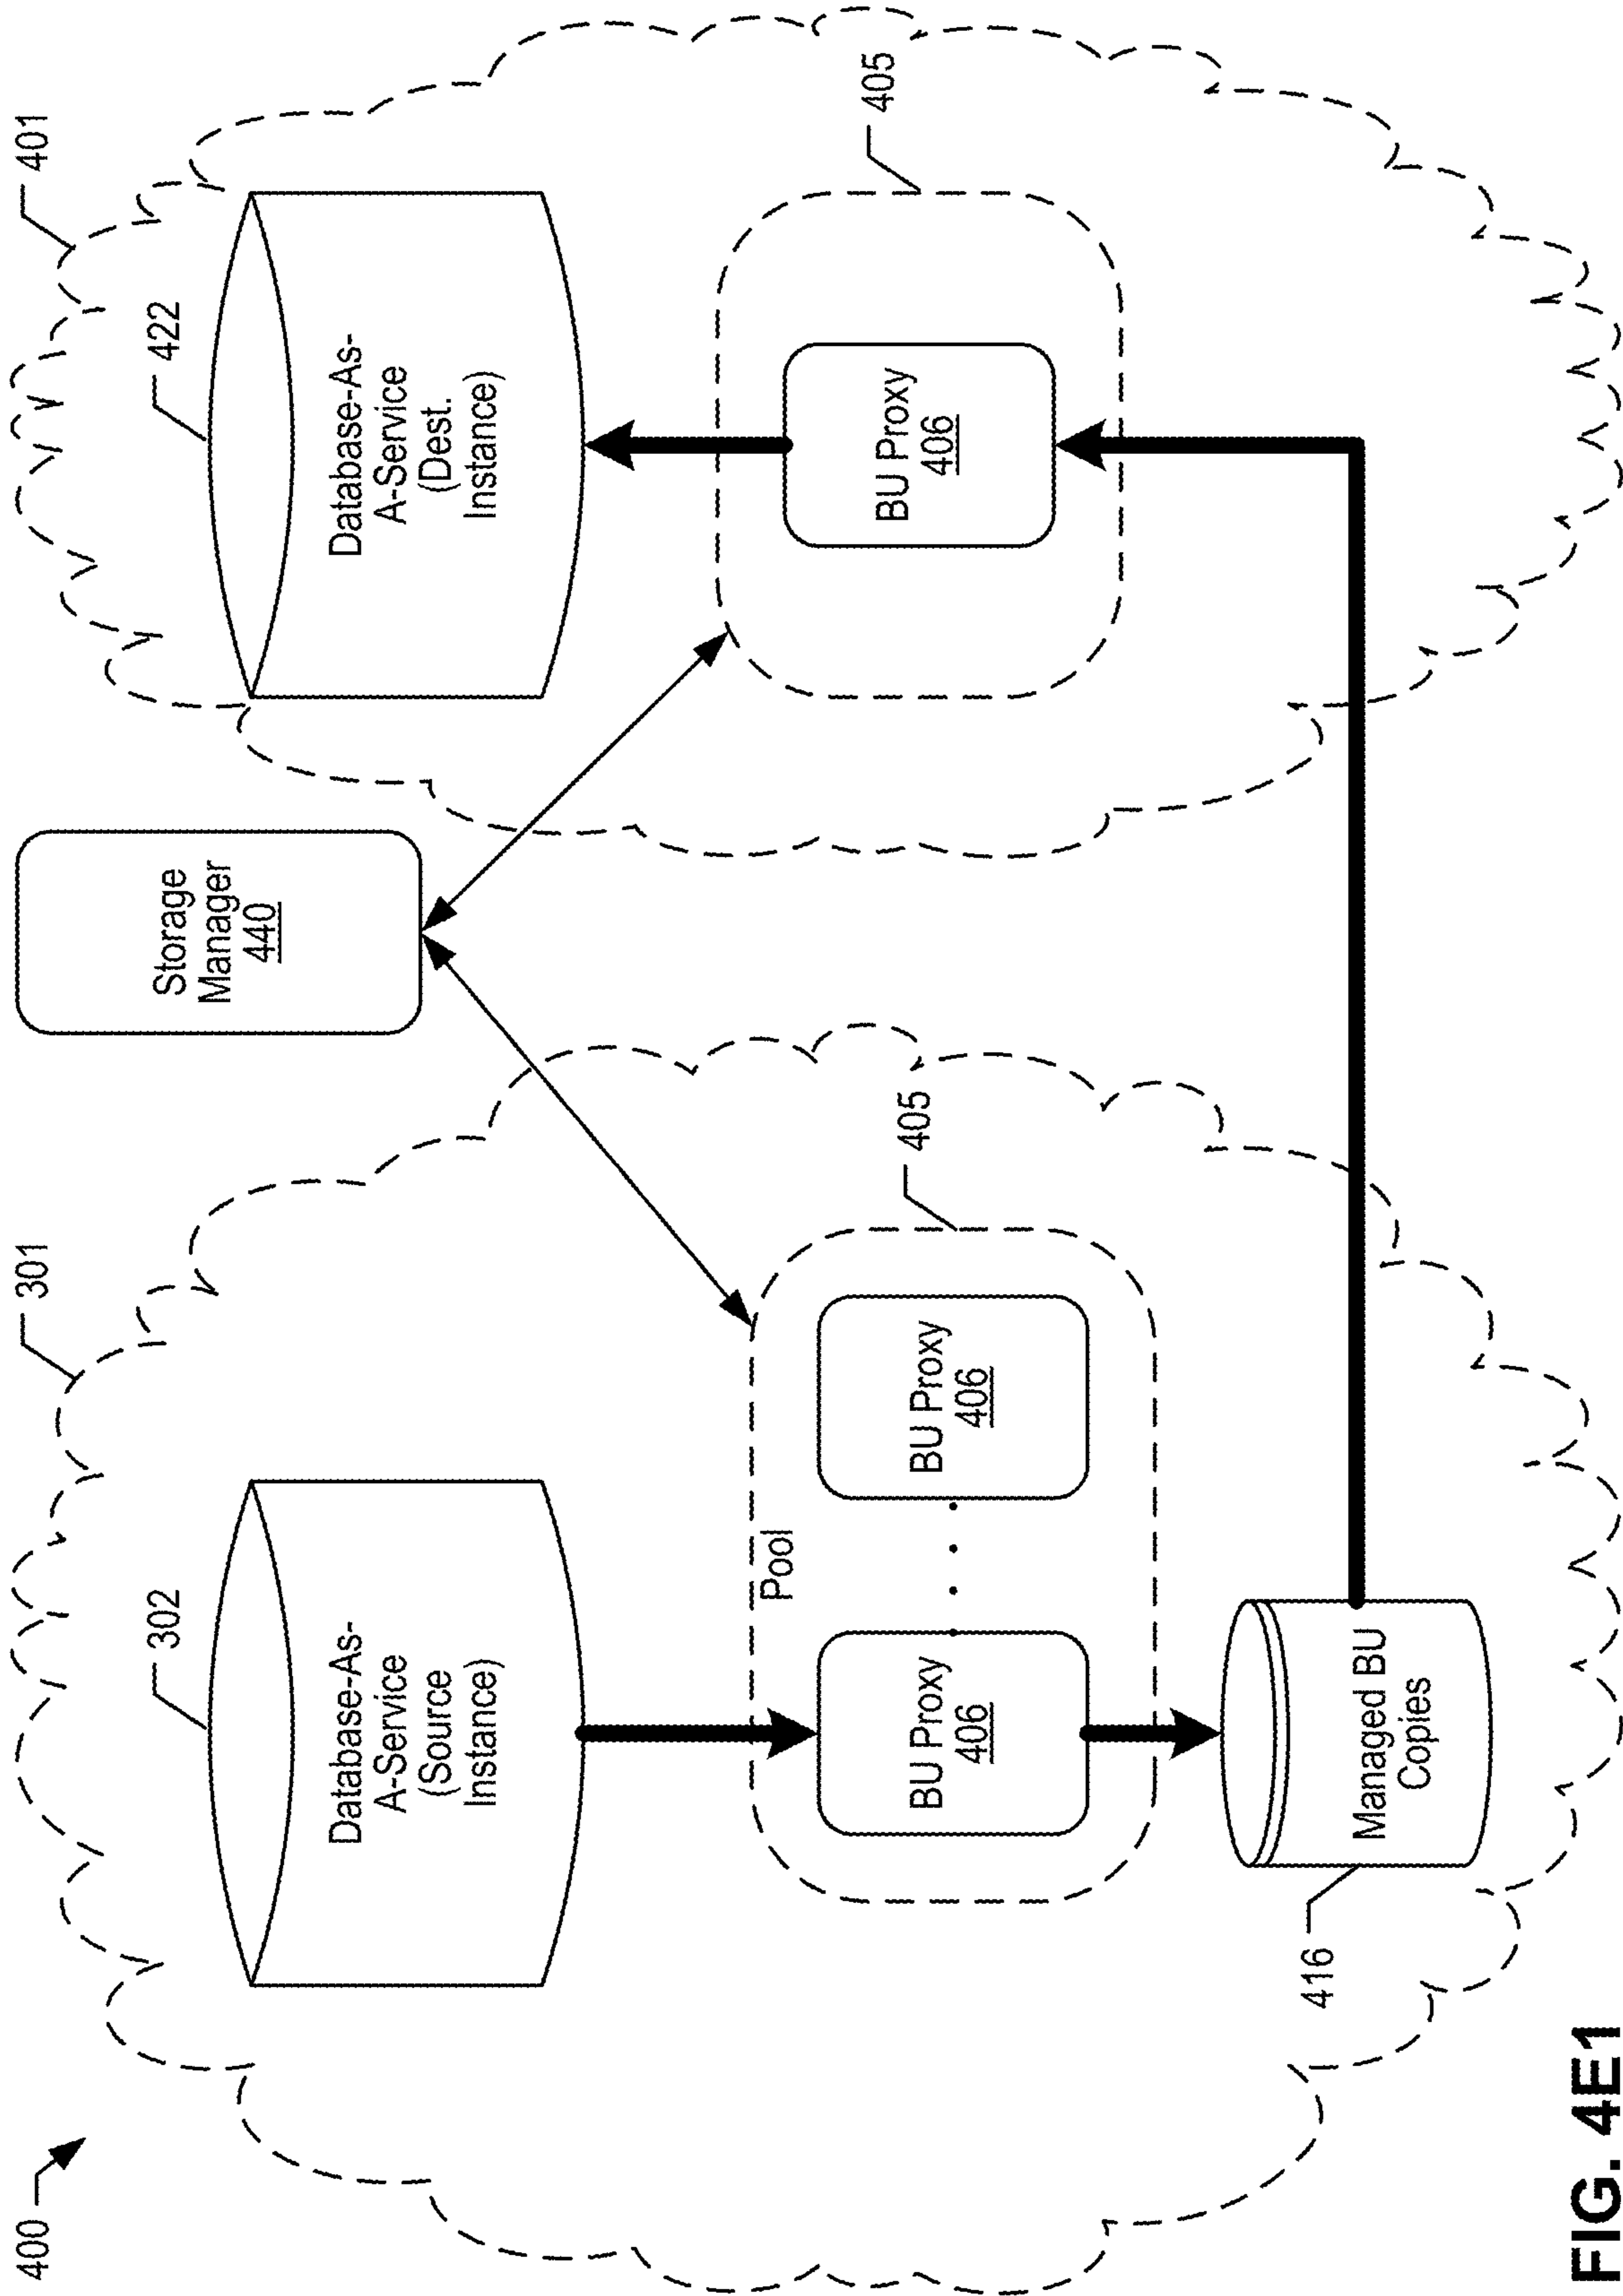 400
301
401
302
Database-As-
A-Service
(Source
Instance)
Storage
Manager
440
422
Database-As-
A-Service
(Dest.
Instance)
Pool
405
BU Proxy
406
BU Proxy
406
405
BU Proxy
406
416
Managed BU
Copies
FIG. 4E1